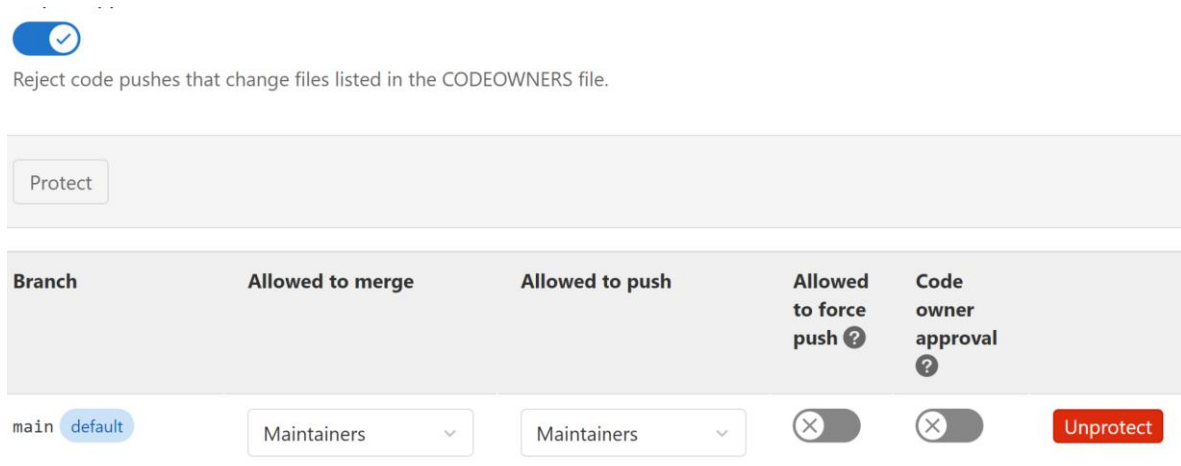 Reject code pushes that change files listed in the CODEOWNERS file.
Protect
Branch Allowed to merge Allowed to push Allowed to force push Code owner approval
main default Maintainers Maintainers Unprotect